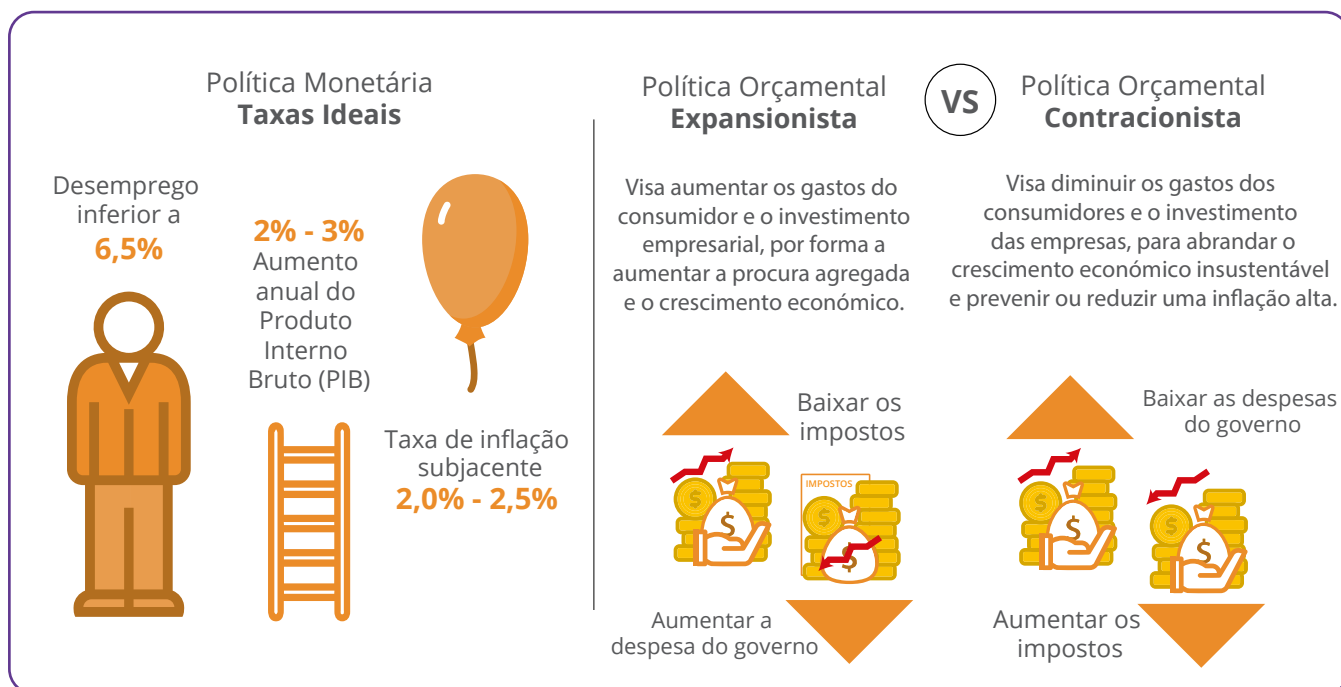 Política Monetária
Taxas Ideais
Desemprego
inferior a
6,5%
2% - 3%
Aumento
anual do
Produto
Interno
Bruto (PIB)
Taxa de inflação
subjacente
2,0% - 2,5%
Política Orçamental
Expansionista
Visa aumentar os gastos do
consumidor e o investimento
empresarial, por forma a
aumentar a procura agregada
e o crescimento económico.
Baixar os
impostos
IMPOSTOS
$
$
$
$
Aumentar a
despesa do governo
VS
Política Orçamental
Contracionista
Visa diminuir os gastos dos
consumidores e o investimento
das empresas, para abrandar o
crescimento económico insustentável
e prevenir ou reduzir uma inflação alta.
Baixar as despesas
do governo
$
$
$
$
Aumentar os
impostos